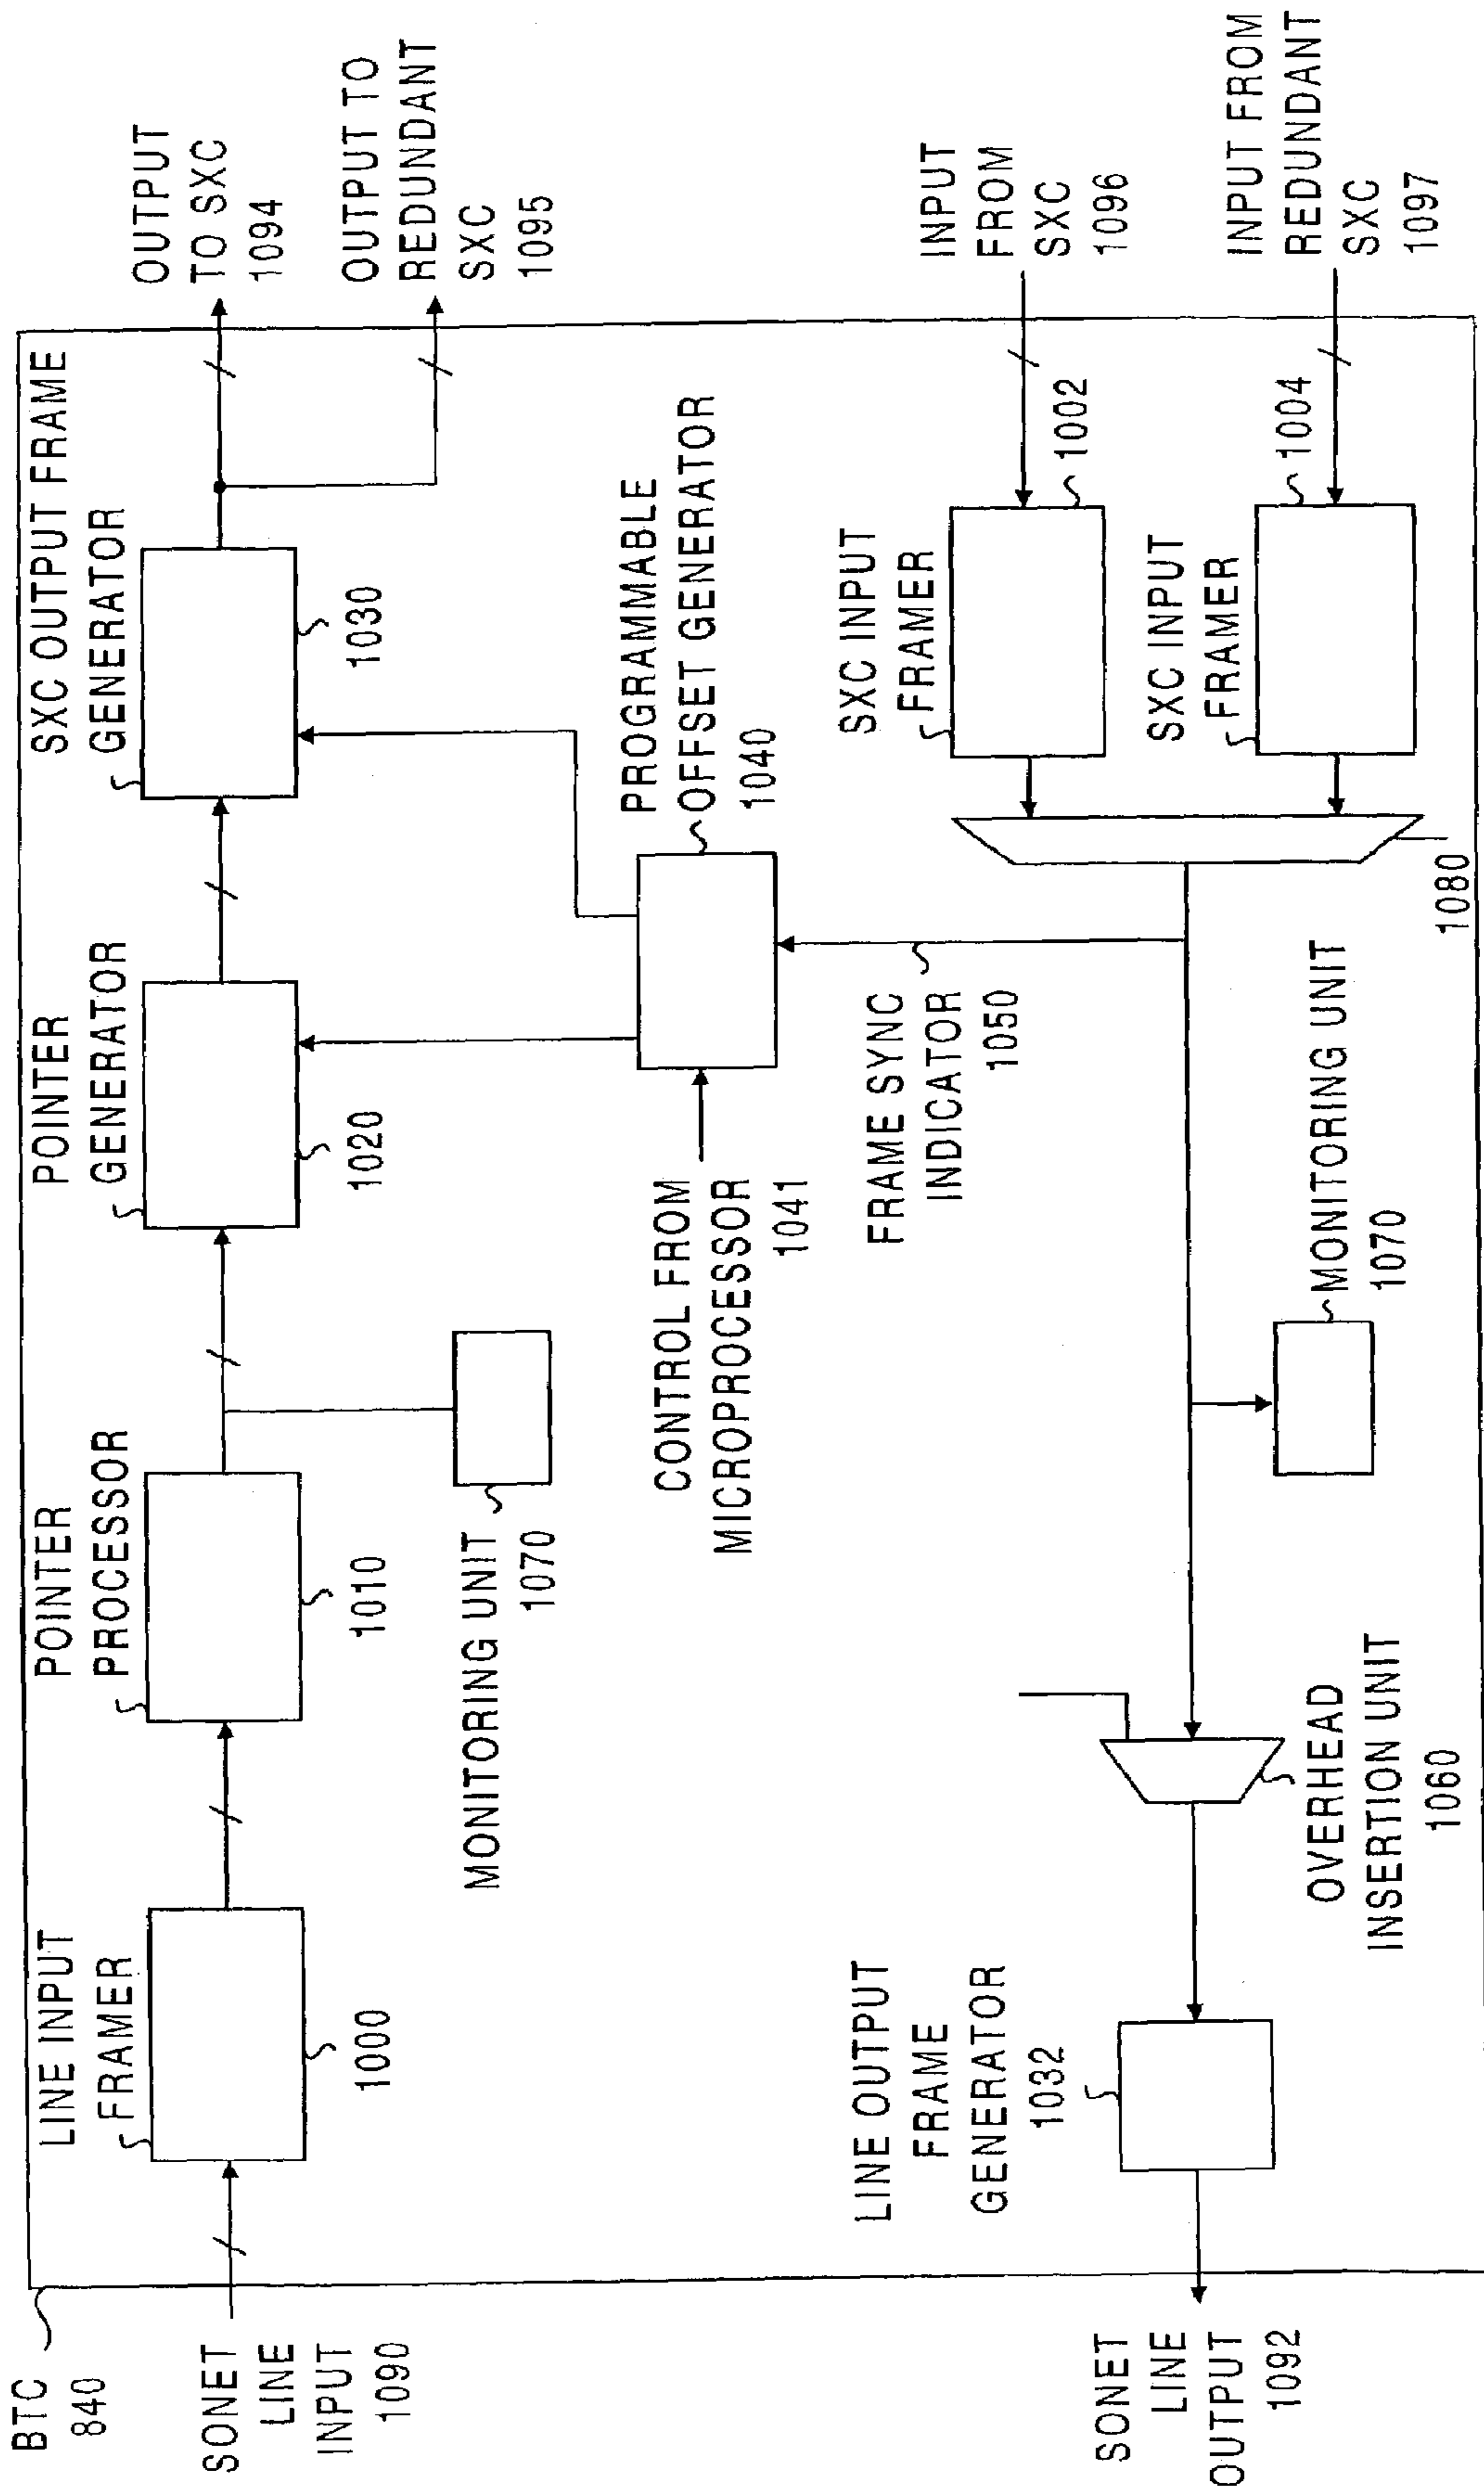 BTC
840
SONET
LINE
INPUT
1090
LINE INPUT
FRAMER
1000
POINTER
PROCESSOR
1010
POINTER
GENERATOR
1020
SXC OUTPUT FRAME
GENERATOR
1030
OUTPUT
TO SXC
1094
OUTPUT TO
REDUNDANT
SXC
1095
MONITORING UNIT
1070
CONTROL FROM
MICROPROCESSOR
1041
PROGRAMMABLE
OFFSET GENERATOR
1040
FRAME SYNC
INDICATOR
1050
SXC INPUT
FRAMER
1002
INPUT
FROM
SXC
1096
SXC INPUT
FRAMER
1004
INPUT FROM
REDUNDANT
SXC
1097
1080
MONITORING UNIT
1070
OVERHEAD
INSERTION UNIT
1060
LINE OUTPUT
FRAME
GENERATOR
1032
SONET
LINE
OUTPUT
1092